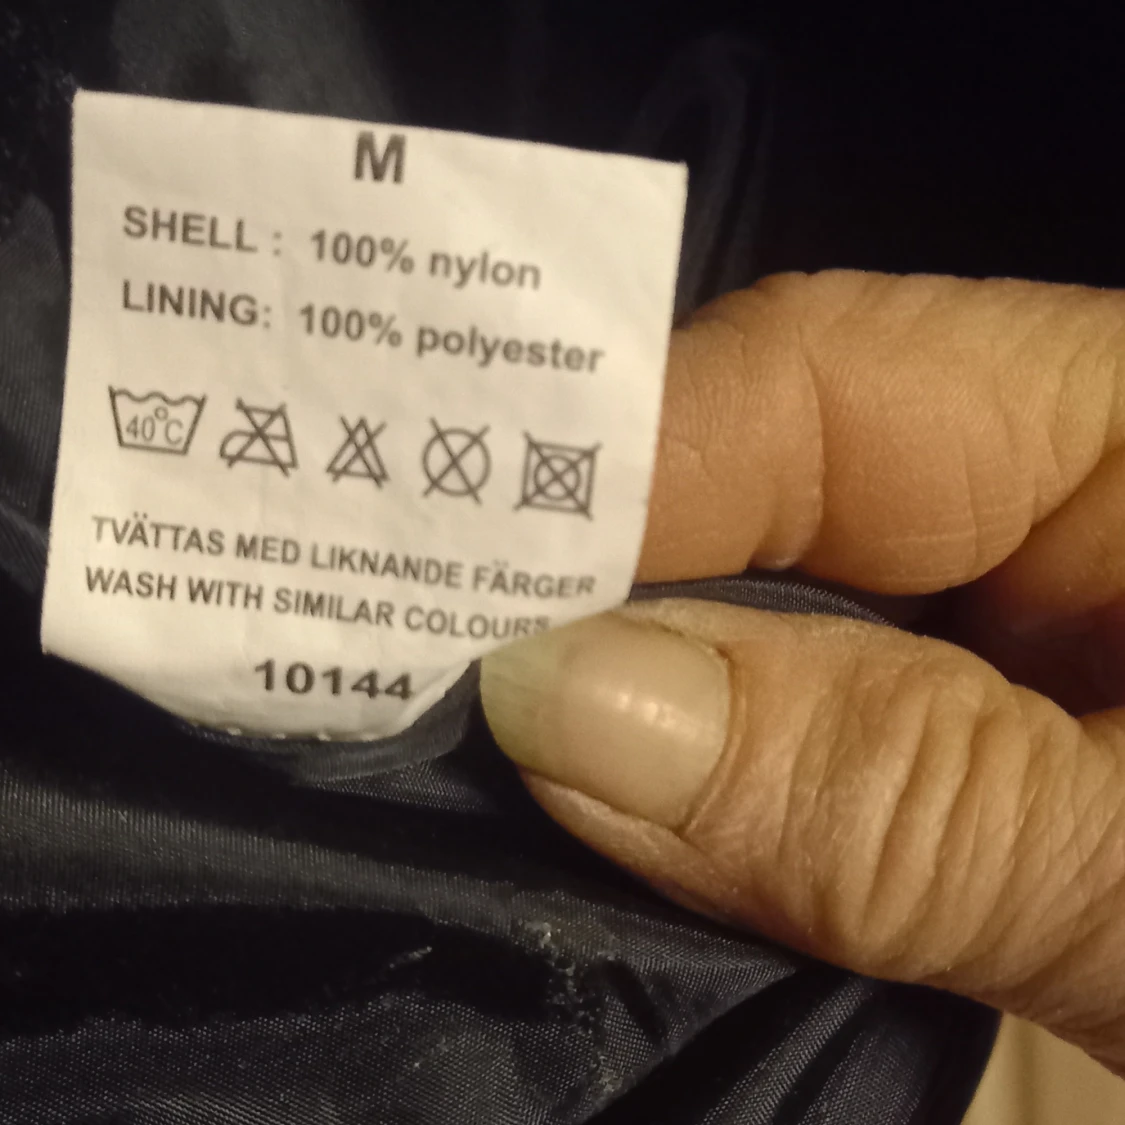 M
SHELL : 100% nylon
LINING: 100% polyester
40°C
TVÄTTAS MED LIKNANDE FÄRGER
WASH WITH SIMILAR COLOURS
10144